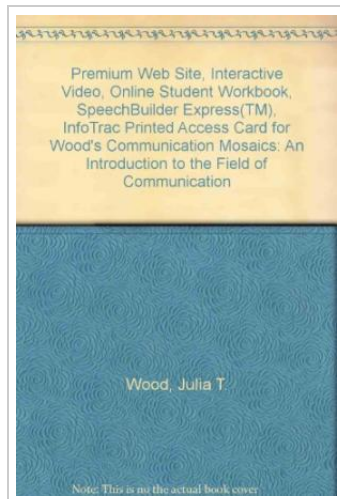 Premium Web Site, Interactive
Video, Online Student Workbook,
SpeechBuilder Express(TM),
InfoTrac Printed Access Card for
Wood's Communication Mosaics: An
Introduction to the Field of
Communication
Wood, Julia T.
Note: This is no the actual book cover